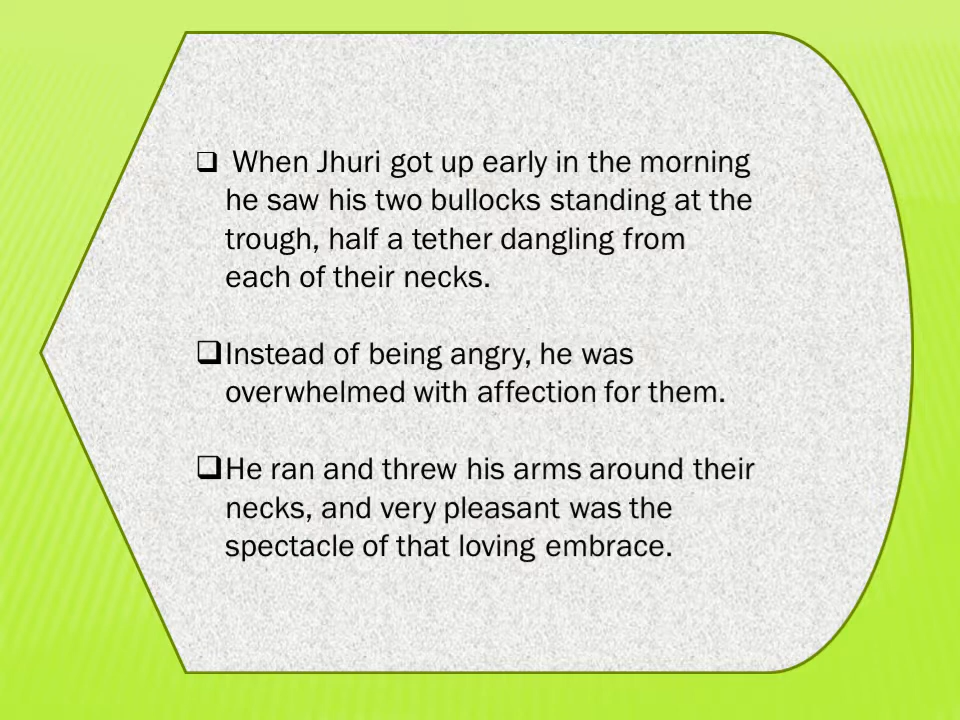 ❑ When Jhuri got up early in the morning
he saw his two bullocks standing at the
trough, half a tether dangling from
each of their necks.
❑Instead of being angry, he was
overwhelmed with affection for them.
❑He ran and threw his arms around their
necks, and very pleasant was the
spectacle of that loving embrace.